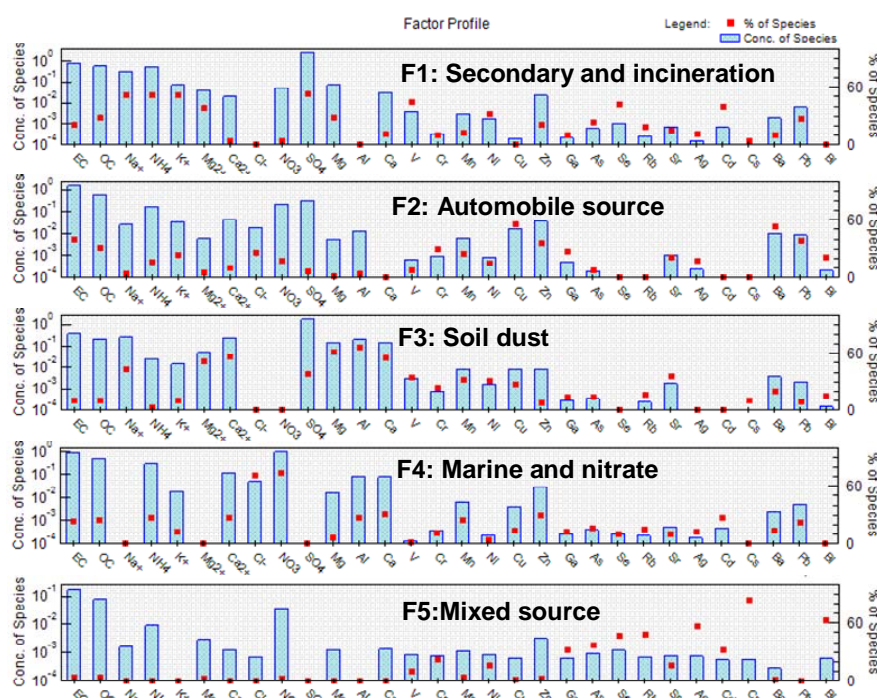 Factor Profile
Legend: % of Species
Conc. of Species
F1: Secondary and incineration
Conc. of Species
% of Species
10^0
10^-1
10^-2
10^-3
10^-4
60
0
EC OC Na+ NH4 K+ Mg2+ Ca2+ Cl- NO3 SO4 Mg Al Ca V Cr Mn Ni Cu Zn Ga As Se Rb Sr Ag Cd Cs Ba Pb Bi
F2: Automobile source
Conc. of Species
% of Species
10^0
10^-1
10^-2
10^-3
10^-4
60
0
EC OC Na+ NH4 K+ Mg2+ Ca2+ Cl- NO3 SO4 Mg Al Ca V Cr Mn Ni Cu Zn Ga As Se Rb Sr Ag Cd Cs Ba Pb Bi
F3: Soil dust
Conc. of Species
% of Species
10^0
10^-1
10^-2
10^-3
10^-4
60
0
EC OC Na+ NH4 K+ Mg2+ Ca2+ Cl- NO3 SO4 Mg Al Ca V Cr Mn Ni Cu Zn Ga As Se Rb Sr Ag Cd Cs Ba Pb Bi
F4: Marine and nitrate
Conc. of Species
% of Species
10^0
10^-1
10^-2
10^-3
10^-4
60
0
EC OC Na+ NH4 K+ Mg2+ Ca2+ Cl- NO3 SO4 Mg Al Ca V Cr Mn Ni Cu Zn Ga As Se Rb Sr Ag Cd Cs Ba Pb Bi
F5:Mixed source
Conc. of Species
% of Species
10^-1
10^-2
10^-3
10^-4
60
0